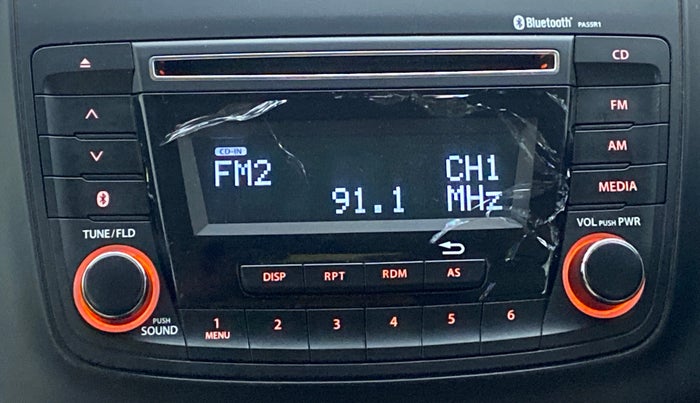 Bluetooth® PASSR1
CD
FM
CD-IN
FM2 CH1
91.1 MHz
AM
MEDIA
TUNE/FLD
VOL PUSH PWR
DISP RPT RDM AS
PUSH
SOUND
1 2 3 4 5 6
MENU